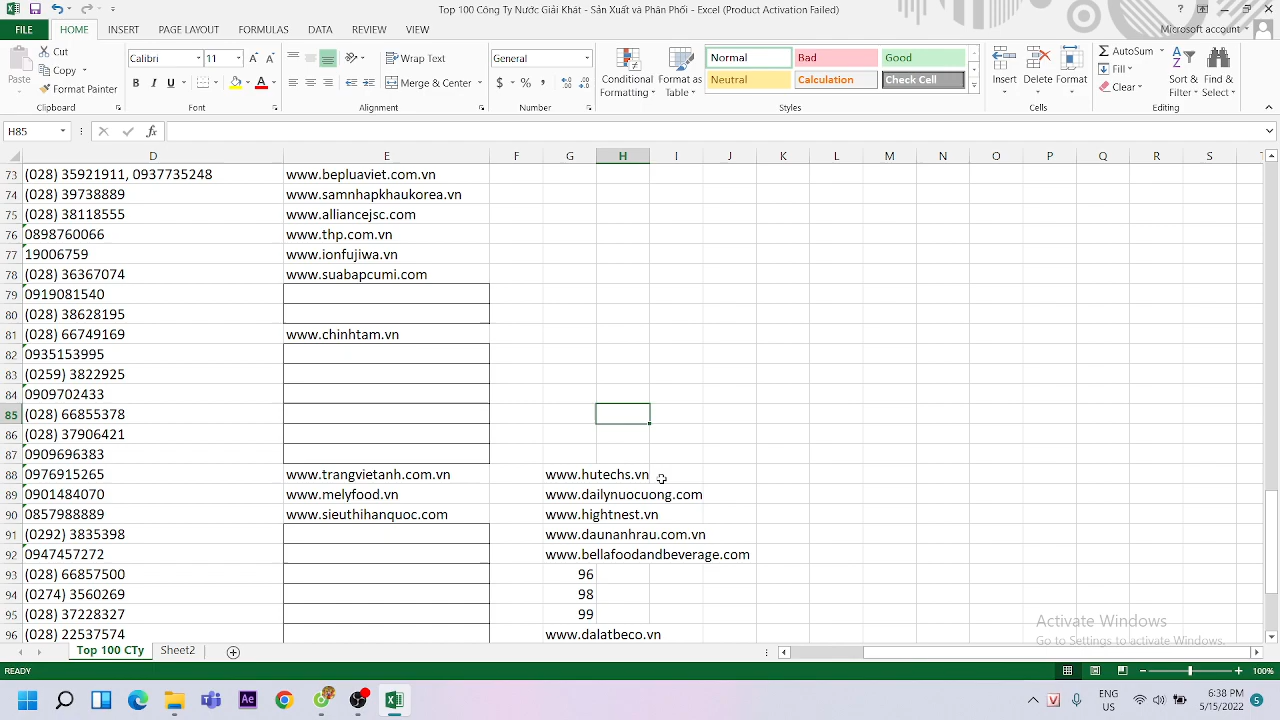 Top 100 Công Ty Nước Giải Khát - Sản Xuất và Phân Phối - Excel (Product Activation Failed)
FILE HOME INSERT PAGE LAYOUT FORMULAS DATA REVIEW VIEW Microsoft account
Paste Cut Copy Format Painter
Clipboard
Calibri 11
B I U
Font
Wrap Text
Merge & Center
Alignment
General
$ % ,
Number
Conditional Formatting
Format as Table
Normal Bad Good
Neutral Calculation Check Cell
Styles
Insert Delete Format
Cells
AutoSum
Fill
Clear
Sort & Filter
Find & Select
Editing
H85 fx
D E F G H I J K L M N O P Q R S
73 (028) 35921911, 0937735248 www.bepluaviet.com.vn
74 (028) 39738889 www.samnhapkhaukorea.vn
75 (028) 38118555 www.alliancejsc.com
76 0898760066 www.thp.com.vn
77 19006759 www.ionfujiwa.vn
78 (028) 36367074 www.suabapcumi.com
79 0919081540
80 (028) 38628195
81 (028) 66749169 www.chinhtam.vn
82 0935153995
83 (0259) 3822925
84 0909702433
85 (028) 66855378
86 (028) 37906421
87 0909696383
88 0976915265 www.trangvietanh.com.vn www.hutechs.vn
89 0901484070 www.melyfood.vn www.dailynuocuong.com
90 0857988889 www.sieuthihanquoc.com www.hightnest.vn
91 (0292) 3835398 www.daunanhrau.com.vn
92 0947457272 www.bellafoodandbeverage.com
93 (028) 66857500 96
94 (0274) 3560269 98
95 (028) 37228327 99
96 (028) 22537574 www.dalatbeco.vn
Activate Windows
Go to Settings to activate Windows.
Top 100 CTy Sheet2
READY 100%
ENG
US
6:38 PM
5/15/2022
5